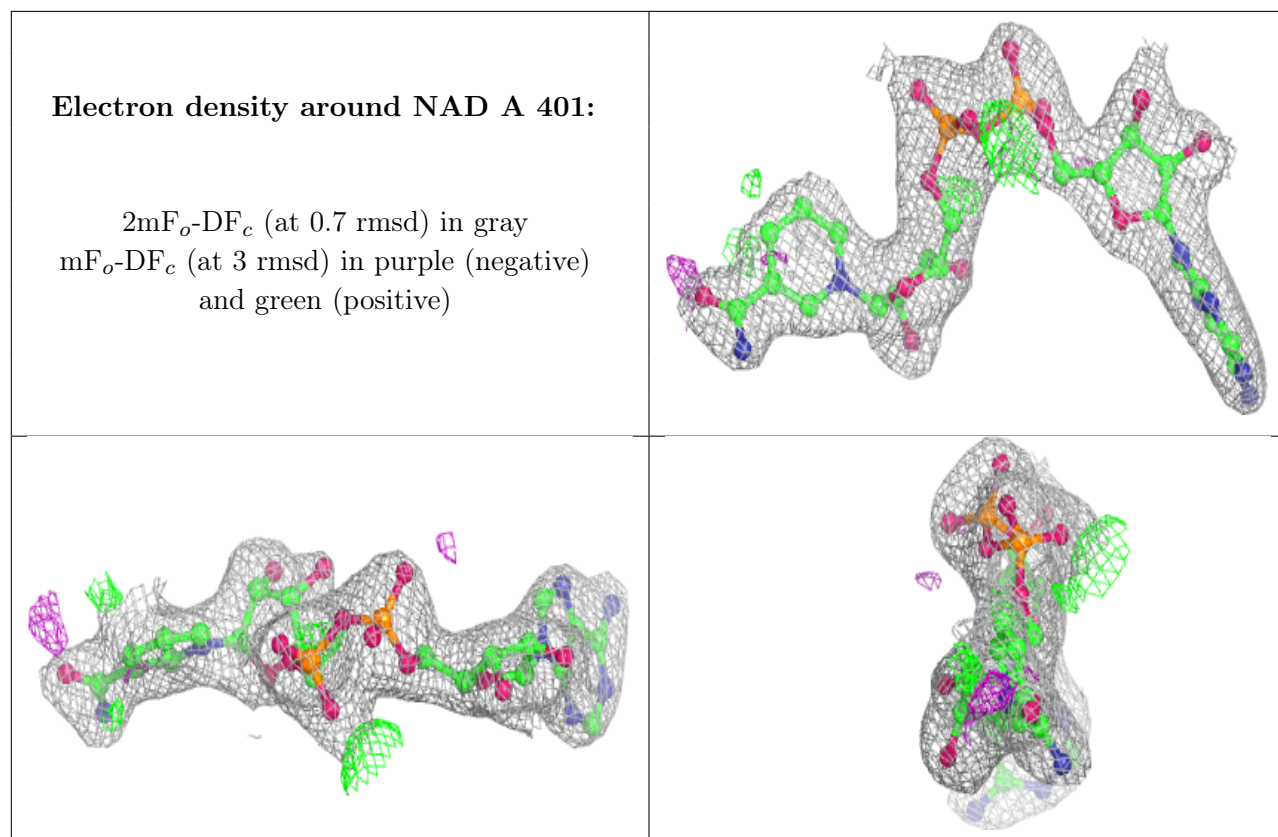 Electron density around NAD A 401:
2mFo-DFc (at 0.7 rmsd) in gray
mFo-DFc (at 3 rmsd) in purple (negative)
and green (positive)